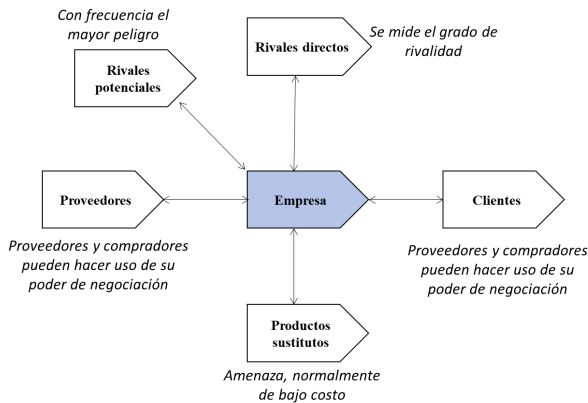 Con frecuencia el
mayor peligro
Rivales
potenciales
Rivales directos
Se mide el grado de
rivalidad
Proveedores
Empresa
Clientes
Proveedores y compradores
pueden hacer uso de su
poder de negociación
Proveedores y compradores
pueden hacer uso de su
poder de negociación
Productos
sustitutos
Amenaza, normalmente
de bajo costo